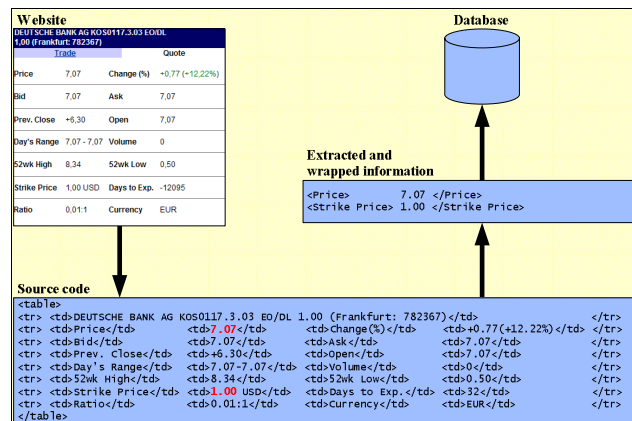 Website
DEUTSCHE BANK AG KOS0117.3.03 EO/DL
1,00 (Frankfurt: 782367)
Trade Quote
Price 7,07 Change (%) +0,77 (+12,22%)
Bid 7,07 Ask 7,07
Prev. Close +6,30 Open 7,07
Day's Range 7,07 - 7,07 Volume 0
52wk High 8,34 52wk Low 0,50
Strike Price 1,00 USD Days to Exp. -12095
Ratio 0,01:1 Currency EUR
Database
Extracted and
wrapped information
<Price> 7.07 </Price>
<Strike Price> 1.00 </Strike Price>
Source code
<table>
<tr> <td>DEUTSCHE BANK AG KOS0117.3.03 EO/DL 1.00 (Frankfurt: 782367)</td> </tr>
<tr> <td>Price</td> <td>7.07</td> <td>Change(%)</td> <td>+0.77(+12.22%)</td> </tr>
<tr> <td>Bid</td> <td>7.07</td> <td>Ask</td> <td>7.07</td> </tr>
<tr> <td>Prev. Close</td> <td>+6.30</td> <td>Open</td> <td>7.07</td> </tr>
<tr> <td>Day's Range</td> <td>7.07-7.07</td> <td>Volume</td> <td>0</td> </tr>
<tr> <td>52wk High</td> <td>8.34</td> <td>52wk Low</td> <td>0.50</td> </tr>
<tr> <td>Strike Price</td> <td>1.00 USD</td> <td>Days to Exp.</td> <td>32</td> </tr>
<tr> <td>Ratio</td> <td>0.01:1</td> <td>Currency</td> <td>EUR</td> </tr>
</table>